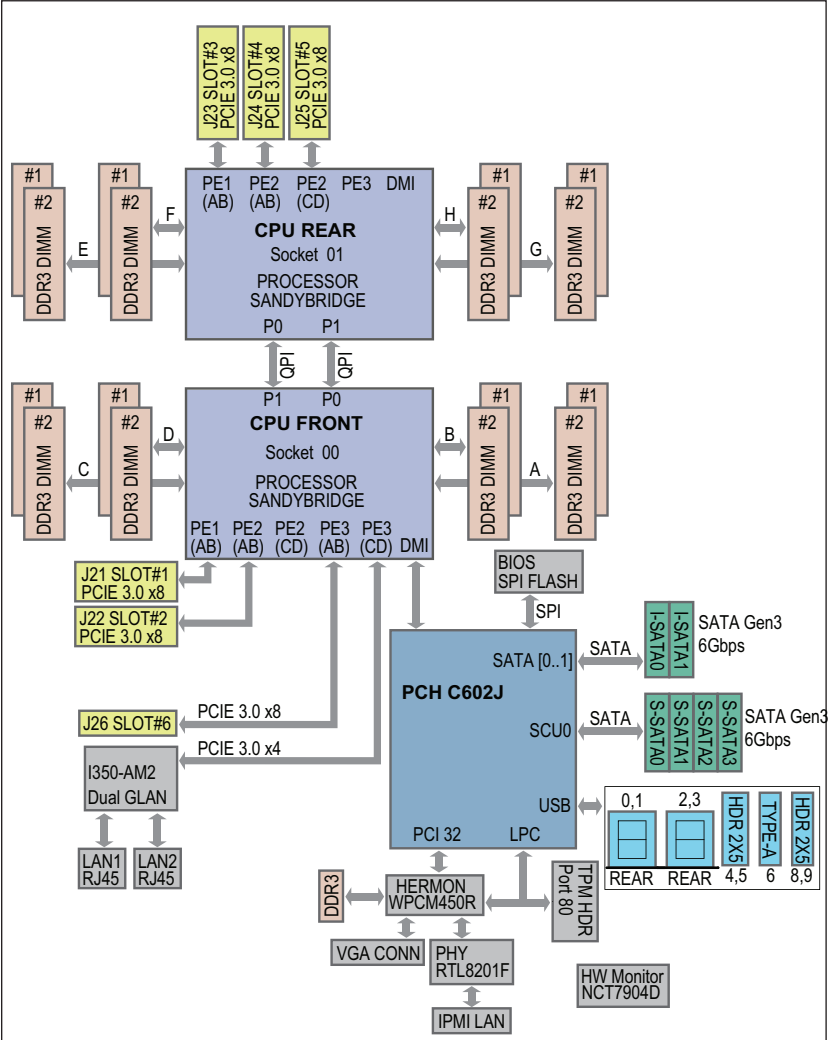 J23 SLOT#3
PCIE 3.0 x8
J24 SLOT#4
PCIE 3.0 x8
J25 SLOT#5
PCIE 3.0 x8
#1
#2
DDR3 DIMM
#1
#2
DDR3 DIMM
E
F
PE1
(AB)
PE2
(AB)
PE2
(CD)
PE3
DMI
CPU REAR
Socket 01
PROCESSOR
SANDYBRIDGE
P0
P1
H
G
#1
#2
DDR3 DIMM
#1
#2
DDR3 DIMM
QPI
QPI
#1
#2
DDR3 DIMM
#1
#2
DDR3 DIMM
C
D
P1
P0
CPU FRONT
Socket 00
PROCESSOR
SANDYBRIDGE
PE1
(AB)
PE2
(AB)
PE2
(CD)
PE3
(AB)
PE3
(CD)
DMI
B
A
#1
#2
DDR3 DIMM
#1
#2
DDR3 DIMM
J21 SLOT#1
PCIE 3.0 x8
J22 SLOT#2
PCIE 3.0 x8
J26 SLOT#6
PCIE 3.0 x8
PCIE 3.0 x4
I350-AM2
Dual GLAN
LAN1
RJ45
LAN2
RJ45
BIOS
SPI FLASH
SPI
PCH C602J
SATA [0..1]
SCU0
USB
PCI 32
LPC
SATA
I-SATA0
I-SATA1
SATA Gen3
6Gbps
SATA
S-SATA0
S-SATA1
S-SATA2
S-SATA3
SATA Gen3
6Gbps
0,1
REAR
2,3
REAR
HDR 2X5
4,5
TYPE-A
6
HDR 2X5
8,9
DDR3
HERMON
WPCM450R
TPM HDR
Port 80
VGA CONN
PHY
RTL8201F
IPMI LAN
HW Monitor
NCT7904D